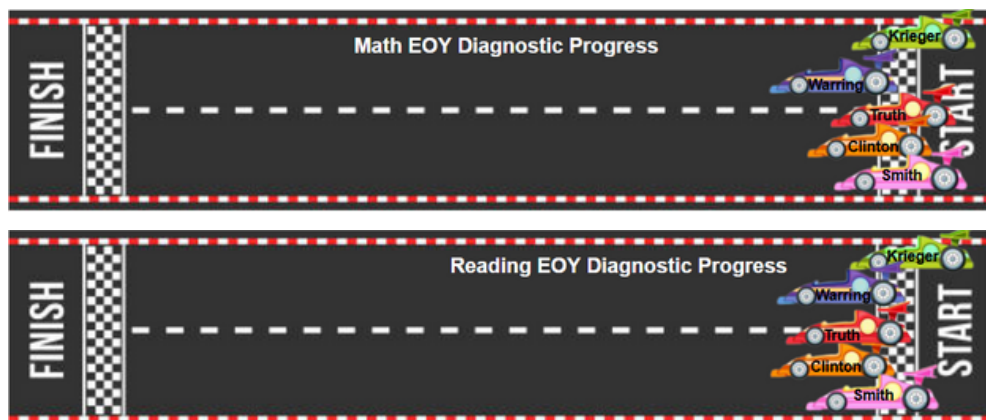 FINISH
Math EOY Diagnostic Progress
Krieger
Warring
Truth
Clinton
Smith
START
FINISH
Reading EOY Diagnostic Progress
Krieger
Warring
Truth
Clinton
Smith
START